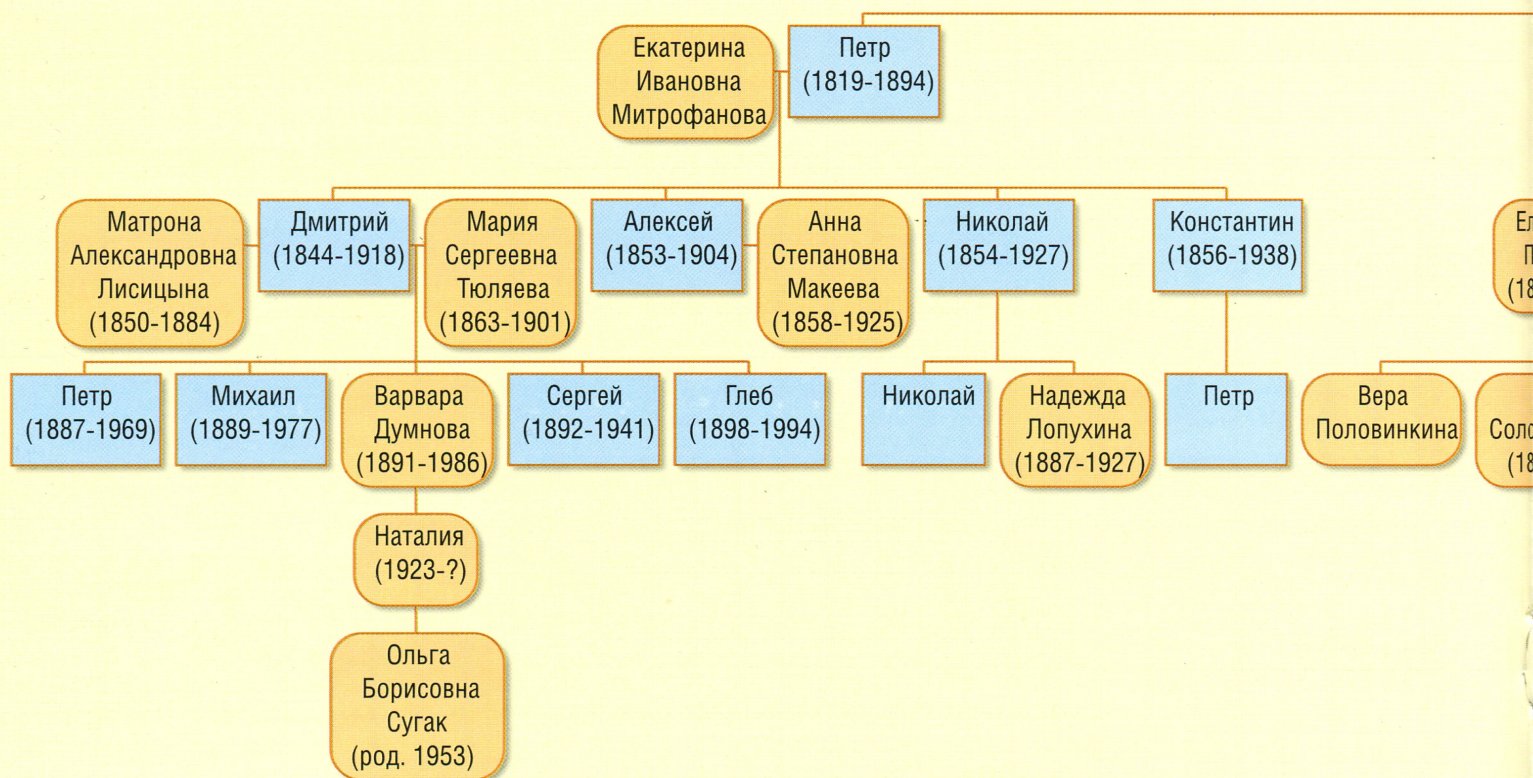 Екатерина
Ивановна
Митрофанова
Петр
(1819-1894)
Матрона
Александровна
Лисицына
(1850-1884)
Дмитрий
(1844-1918)
Мария
Сергеевна
Тюляева
(1863-1901)
Алексей
(1853-1904)
Анна
Степановна
Макеева
(1858-1925)
Николай
(1854-1927)
Константин
(1856-1938)
Петр
(1887-1969)
Михаил
(1889-1977)
Варвара
Думнова
(1891-1986)
Сергей
(1892-1941)
Глеб
(1898-1994)
Николай
Надежда
Лопухина
(1887-1927)
Петр
Вера
Половинкина
Наталия
(1923-?)
Ольга
Борисовна
Сугак
(род. 1953)